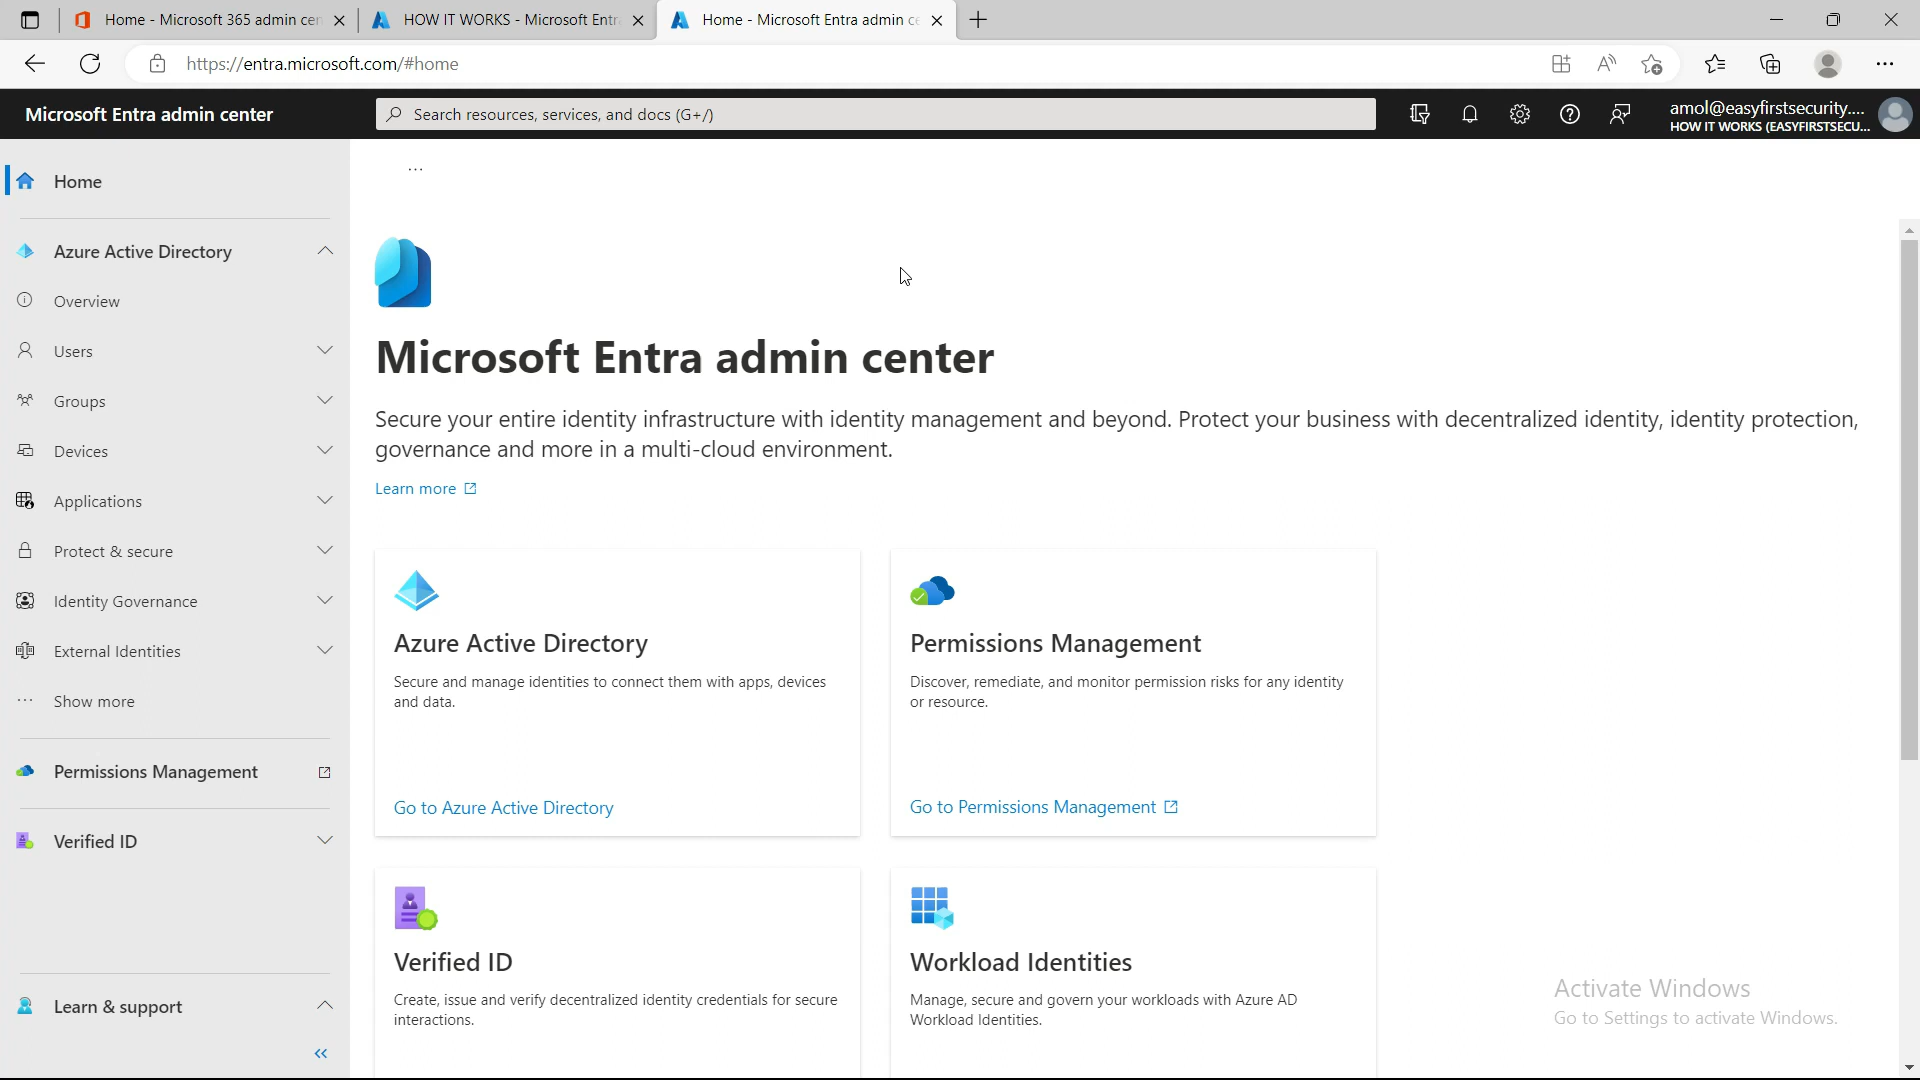 Home - Microsoft 365 admin cen
HOW IT WORKS - Microsoft Entr
Home - Microsoft Entra admin ce
https://entra.microsoft.com/#home
Microsoft Entra admin center
Search resources, services, and docs (G+/)
amol@easyfirstsecurity....
HOW IT WORKS (EASYFIRSTSECU...
Home
...
Azure Active Directory
Overview
Users
Groups
Devices
Applications
Protect & secure
Identity Governance
External Identities
Show more
Permissions Management
Verified ID
Learn & support
Microsoft Entra admin center
Secure your entire identity infrastructure with identity management and beyond. Protect your business with decentralized identity, identity protection,
governance and more in a multi-cloud environment.
Learn more
Azure Active Directory
Secure and manage identities to connect them with apps, devices
and data.
Go to Azure Active Directory
Permissions Management
Discover, remediate, and monitor permission risks for any identity
or resource.
Go to Permissions Management
Verified ID
Create, issue and verify decentralized identity credentials for secure
interactions.
Workload Identities
Manage, secure and govern your workloads with Azure AD
Workload Identities.
Activate Windows
Go to Settings to activate Windows.